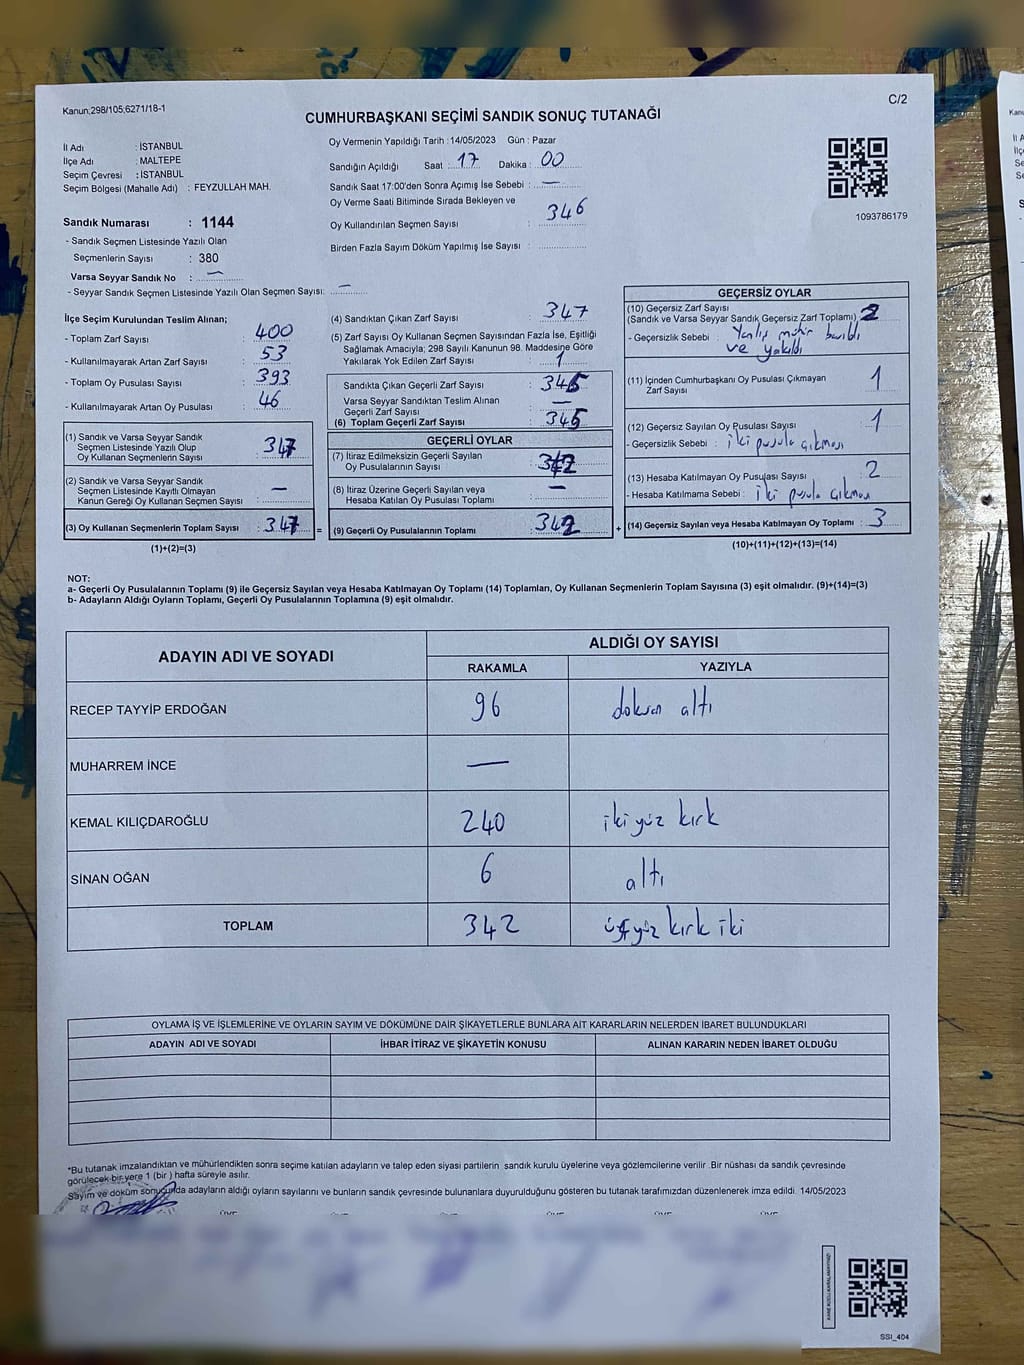 Kanun;298/105;6271/18-1
C/2
CUMHURBAŞKANI SEÇİMİ SANDIK SONUÇ TUTANAĞI
İl Adı : İSTANBUL
İlçe Adı : MALTEPE
Seçim Çevresi : İSTANBUL
Seçim Bölgesi (Mahalle Adı) : FEYZULLAH MAH.
Sandık Numarası : 1144
- Sandık Seçmen Listesinde Yazılı Olan
Seçmenlerin Sayısı : 380
Varsa Seyyar Sandık No : —
- Seyyar Sandık Seçmen Listesinde Yazılı Olan Seçmen Sayısı: —
Oy Vermenin Yapıldığı Tarih :14/05/2023 Gün : Pazar
Sandığın Açıldığı Saat : 17 Dakika : 00
Sandık Saat 17:00'den Sonra Açımış İse Sebebi : —
Oy Verme Saati Bitiminde Sırada Bekleyen ve
Oy Kullandırılan Seçmen Sayısı : 346
Birden Fazla Sayım Döküm Yapılmış İse Sayısı :
1093786179
İlçe Seçim Kurulundan Teslim Alınan;
- Toplam Zarf Sayısı : 400
- Kullanılmayarak Artan Zarf Sayısı : 53
- Toplam Oy Pusulası Sayısı : 393
- Kullanılmayarak Artan Oy Pusulası : 46
(1) Sandık ve Varsa Seyyar Sandık
Seçmen Listesinde Yazılı Olup
Oy Kullanan Seçmenlerin Sayısı : 347
(2) Sandık ve Varsa Seyyar Sandık
Seçmen Listesinde Kayıtlı Olmayan
Kanun Gereği Oy Kullanan Seçmen Sayısı : —
(3) Oy Kullanan Seçmenlerin Toplam Sayısı : 347 =
(1)+(2)=(3)
(4) Sandıktan Çıkan Zarf Sayısı : 347
(5) Zarf Sayısı Oy Kullanan Seçmen Sayısından Fazla İse, Eşitliği
Sağlamak Amacıyla; 298 Sayılı Kanunun 98. Maddesine Göre
Yakılarak Yok Edilen Zarf Sayısı : 1
Sandıkta Çıkan Geçerli Zarf Sayısı : 345
Varsa Seyyar Sandıktan Teslim Alınan
Geçerli Zarf Sayısı : —
(6) Toplam Geçerli Zarf Sayısı : 345
GEÇERLİ OYLAR
(7) İtiraz Edilmeksizin Geçerli Sayılan
Oy Pusulalarının Sayısı : 342
(8) İtiraz Üzerine Geçerli Sayılan veya
Hesaba Katılan Oy Pusulası Toplamı : —
(9) Geçerli Oy Pusulalarının Toplamı : 342 +
GEÇERSİZ OYLAR
(10) Geçersiz Zarf Sayısı
(Sandık ve Varsa Seyyar Sandık Geçersiz Zarf Toplamı) : 2
- Geçersizlik Sebebi : Yanlış mühür basıldı
ve yakıldı
(11) İçinden Cumhurbaşkanı Oy Pusulası Çıkmayan
Zarf Sayısı : 1
(12) Geçersiz Sayılan Oy Pusulası Sayısı : 1
- Geçersizlik Sebebi : iki pusula çıkması
(13) Hesaba Katılmayan Oy Pusulası Sayısı : 2
- Hesaba Katılmama Sebebi : iki pusula çıkması
(14) Geçersiz Sayılan veya Hesaba Katılmayan Oy Toplamı : 3
(10)+(11)+(12)+(13)=(14)
NOT:
a- Geçerli Oy Pusulalarının Toplamı (9) ile Geçersiz Sayılan veya Hesaba Katılmayan Oy Toplamı (14) Toplamları, Oy Kullanan Seçmenlerin Toplam Sayısına (3) eşit olmalıdır. (9)+(14)=(3)
b- Adayların Aldığı Oyların Toplamı, Geçerli Oy Pusulalarının Toplamına (9) eşit olmalıdır.
ADAYIN ADI VE SOYADI
ALDIĞI OY SAYISI
RAKAMLA YAZIYLA
RECEP TAYYİP ERDOĞAN 96 doksan altı
MUHARREM İNCE —
KEMAL KILIÇDAROĞLU 240 iki yüz kırk
SİNAN OĞAN 6 altı
TOPLAM 342 üçyüz kırk iki
OYLAMA İŞ VE İŞLEMLERİNE VE OYLARIN SAYIM VE DÖKÜMÜNE DAİR ŞİKAYETLERLE BUNLARA AİT KARARLARIN NELERDEN İBARET BULUNDUKLARI
ADAYIN ADI VE SOYADI İHBAR İTİRAZ VE ŞİKAYETİN KONUSU ALINAN KARARIN NEDEN İBARET OLDUĞU
*Bu tutanak imzalandıktan ve mühürlendikten sonra seçime katılan adayların ve talep eden siyasi partilerin sandık kurulu üyelerine veya gözlemcilerine verilir .Bir nüshası da sandık çevresinde
görülecek bir yere 1 (bir ) hafta süreyle asılır.
Sayım ve döküm sonucunda adayların aldığı oyların sayılarını ve bunların sandık çevresinde bulunanlara duyurulduğunu gösteren bu tutanak tarafımızdan düzenlenerek imza edildi. 14/05/2023
SSI_404